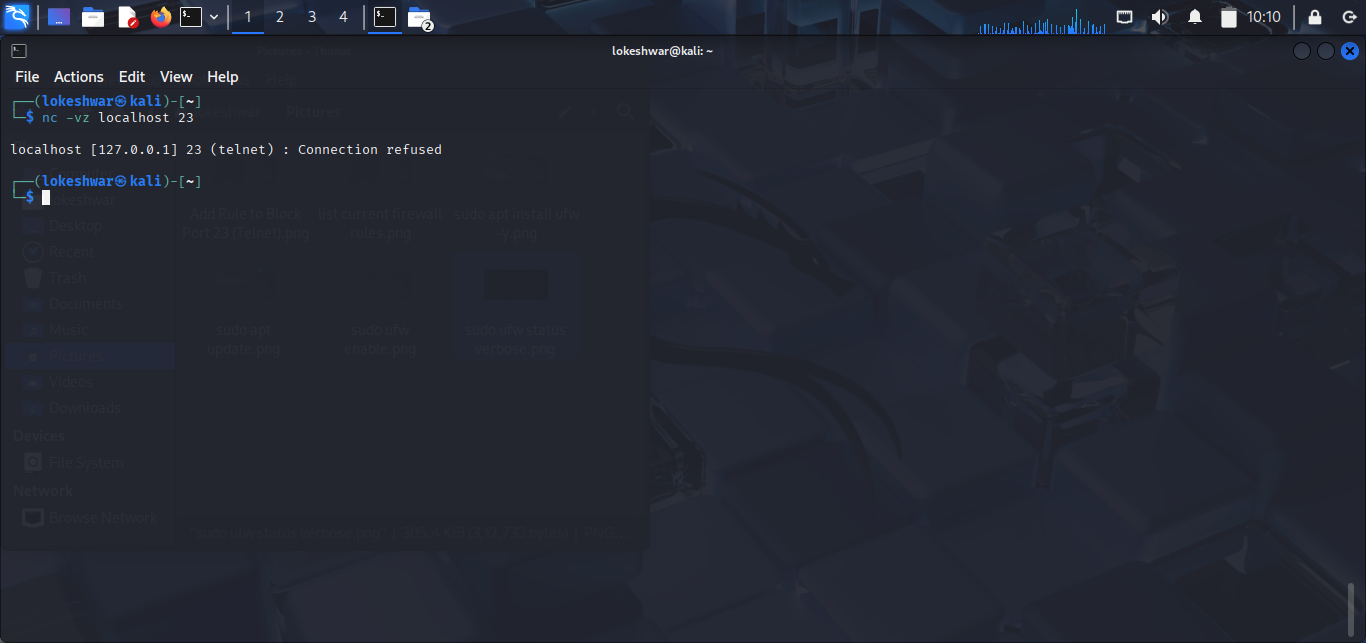 1 2 3 4
2
10:10
Pictures - Thunar
lokeshwar@kali: ~
File Actions Edit View Help
Help
┌──(lokeshwar㉿kali)-[~]
└─$ nc -vz localhost 23
lokeshwar
Pictures
localhost [127.0.0.1] 23 (telnet) : Connection refused
┌──(lokeshwar㉿kali)-[~]
└─$
lokeshwar
Desktop
Recent
Trash
Documents
Music
Pictures
Videos
Downloads
Devices
File System
Network
Browse Network
Add Rule to Block
Port 23 (Telnet).png
list current firewall
rules.png
sudo apt install ufw
-y.png
sudo apt
update.png
sudo ufw
enable.png
sudo ufw status
verbose.png